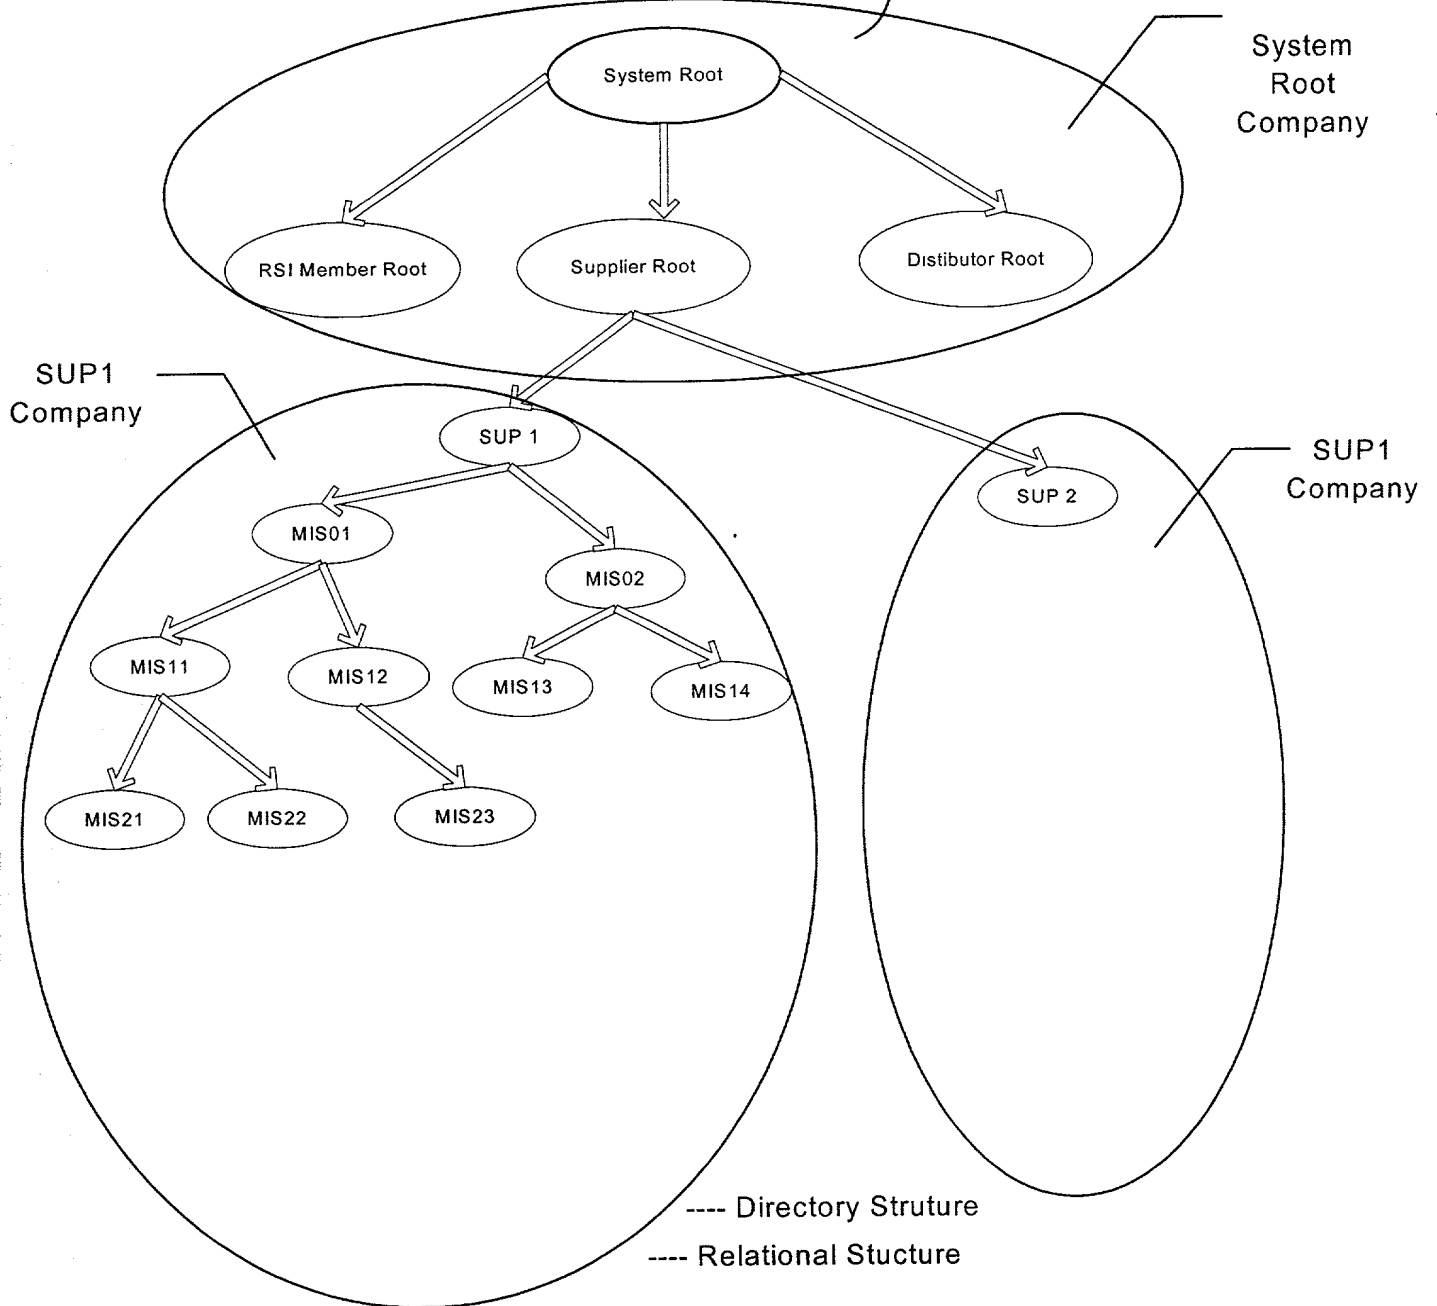 System
Root
Company
System Root
RSI Member Root
Supplier Root
Distibutor Root
SUP1
Company
SUP 1
SUP1
Company
SUP 2
MIS01
MIS02
MIS11
MIS12
MIS13
MIS14
MIS21
MIS22
MIS23
---- Directory Struture
---- Relational Stucture